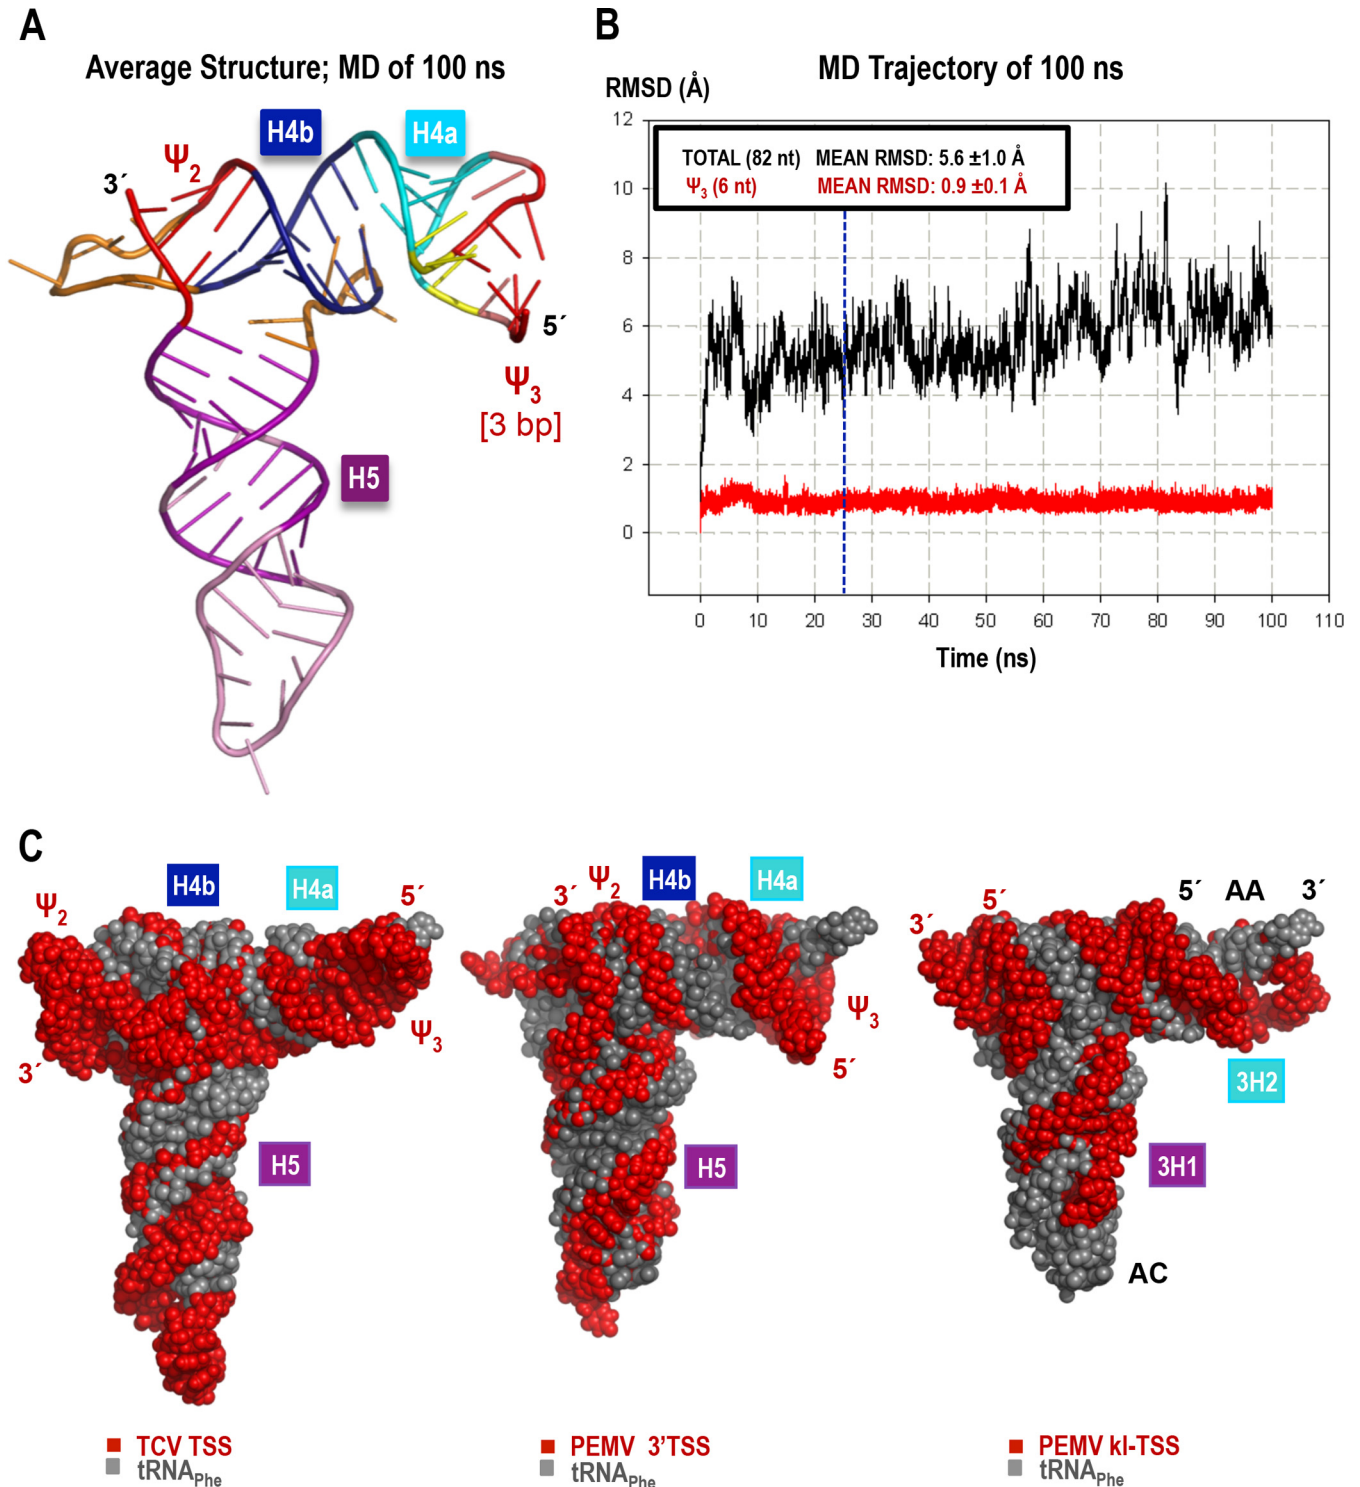 A
Average Structure; MD of 100 ns
H4b
H4a
Ψ2
3´
5´
Ψ3
[3 bp]
H5
B
MD Trajectory of 100 ns
RMSD (Å)
12
10
8
6
4
2
0
TOTAL (82 nt) MEAN RMSD: 5.6 ±1.0 Å
Ψ3 (6 nt) MEAN RMSD: 0.9 ±0.1 Å
0 10 20 30 40 50 60 70 80 90 100 110
Time (ns)
C
Ψ2
H4b
H4a
5´
3´
Ψ3
H5
TCV TSS
tRNAPhe
3´
Ψ2
H4b
H4a
Ψ3
5´
H5
PEMV 3’TSS
tRNAPhe
3´
5´
5´
AA
3´
3H2
3H1
AC
PEMV kl-TSS
tRNAPhe